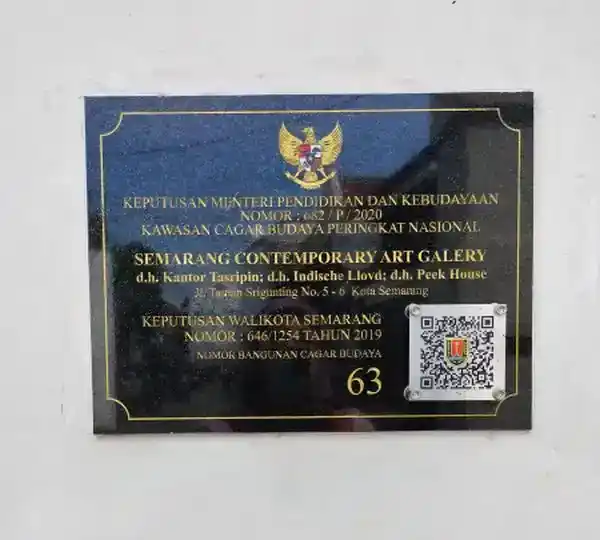 KEPUTUSAN MENTERI PENDIDIKAN DAN KEBUDAYAAN
NOMOR : 682 / P / 2020
KAWASAN CAGAR BUDAYA PERINGKAT NASIONAL
SEMARANG CONTEMPORARY ART GALERY
d.h. Kantor Tasripin; d.h. Indische Lloyd; d.h. Peek House
Jl. Taman Srigunting No. 5 - 6 Kota Semarang
KEPUTUSAN WALIKOTA SEMARANG
NOMOR : 646/1254 TAHUN 2019
NOMOR BANGUNAN CAGAR BUDAYA
63